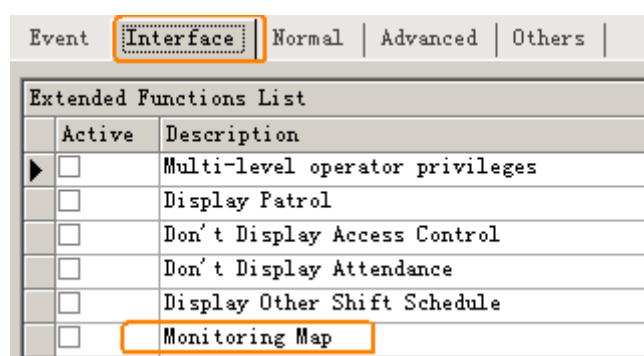 Event Interface Normal Advanced Others
Extended Functions List
Active Description
Multi-level operator privileges
Display Patrol
Don't Display Access Control
Don't Display Attendance
Display Other Shift Schedule
Monitoring Map